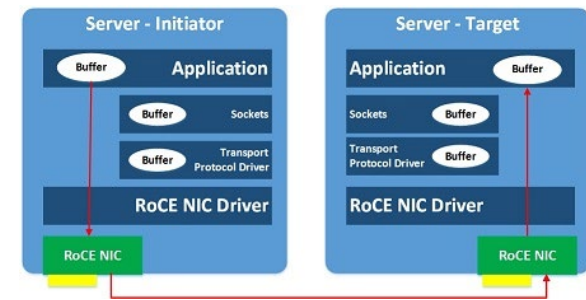 Server - Initiator
Buffer
Application
Buffer
Sockets
Buffer
Transport
Protocol Driver
RoCE NIC Driver
RoCE NIC
Server - Target
Application
Buffer
Sockets
Buffer
Transport
Protocol Driver
Buffer
RoCE NIC Driver
RoCE NIC